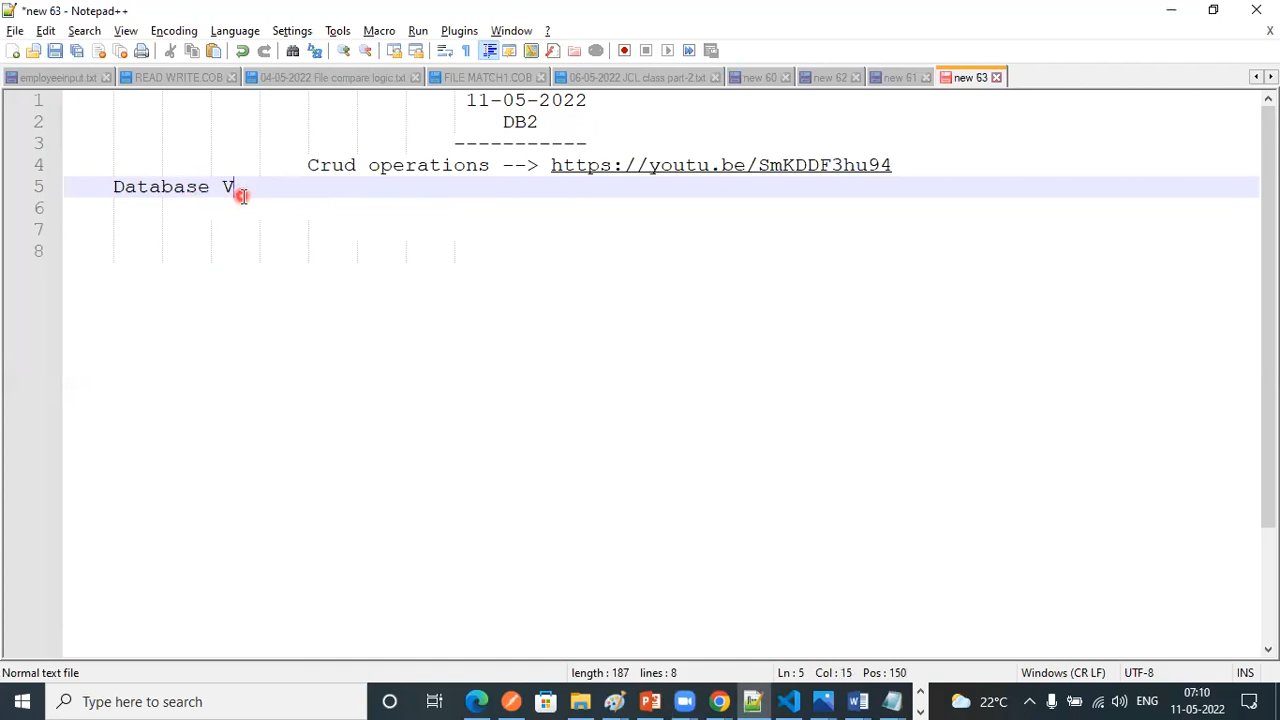 *new 63 - Notepad++
File Edit Search View Encoding Language Settings Tools Macro Run Plugins Window ? X
employeeinput.txt READ WRITE.COB 04-05-2022 File compare logic.txt FILE MATCH1.COB 06-05-2022 JCL class part-2.txt new 60 new 62 new 61 new 63
1 11-05-2022
2 DB2
3 -----------
4 Crud operations --> https://youtu.be/SmKDDF3hu94
5 Database V
6
7
8
Normal text file length : 187 lines : 8 Ln : 5 Col : 15 Pos : 150 Windows (CR LF) UTF-8 INS
Type here to search 22°C ENG 07:10
11-05-2022